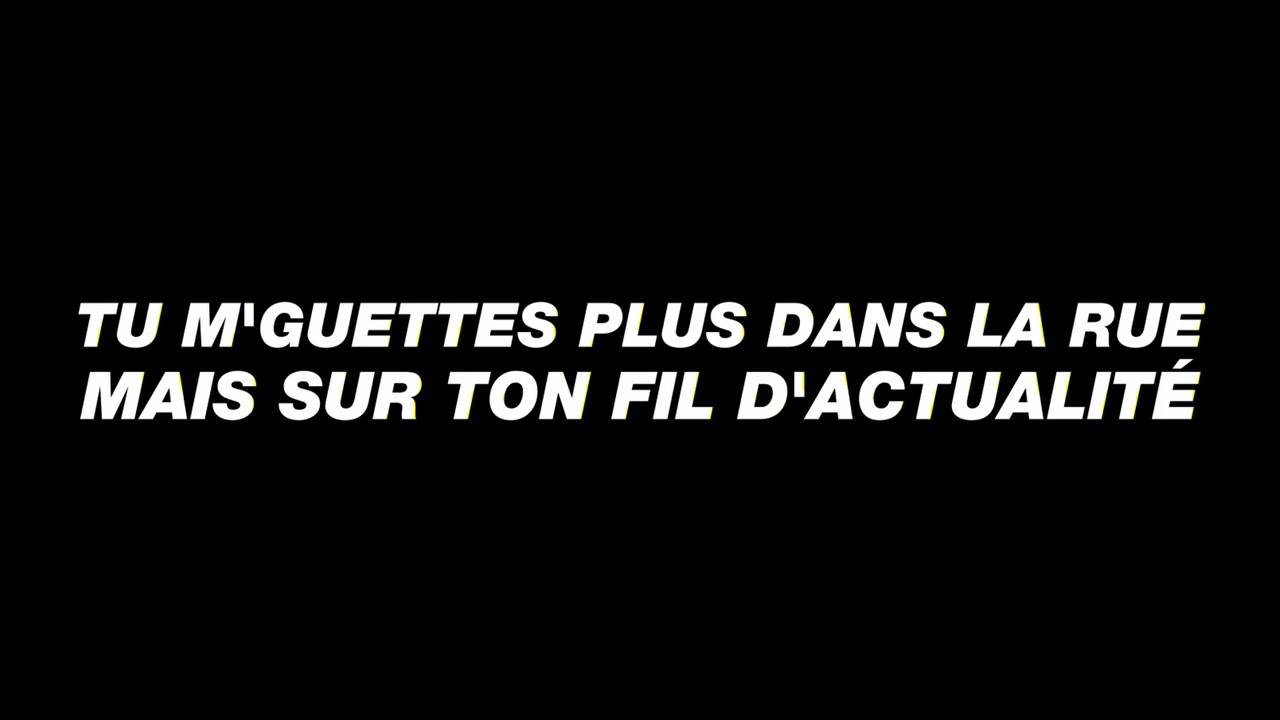 TU M'GUETTES PLUS DANS LA RUE
MAIS SUR TON FIL D'ACTUALITÉ